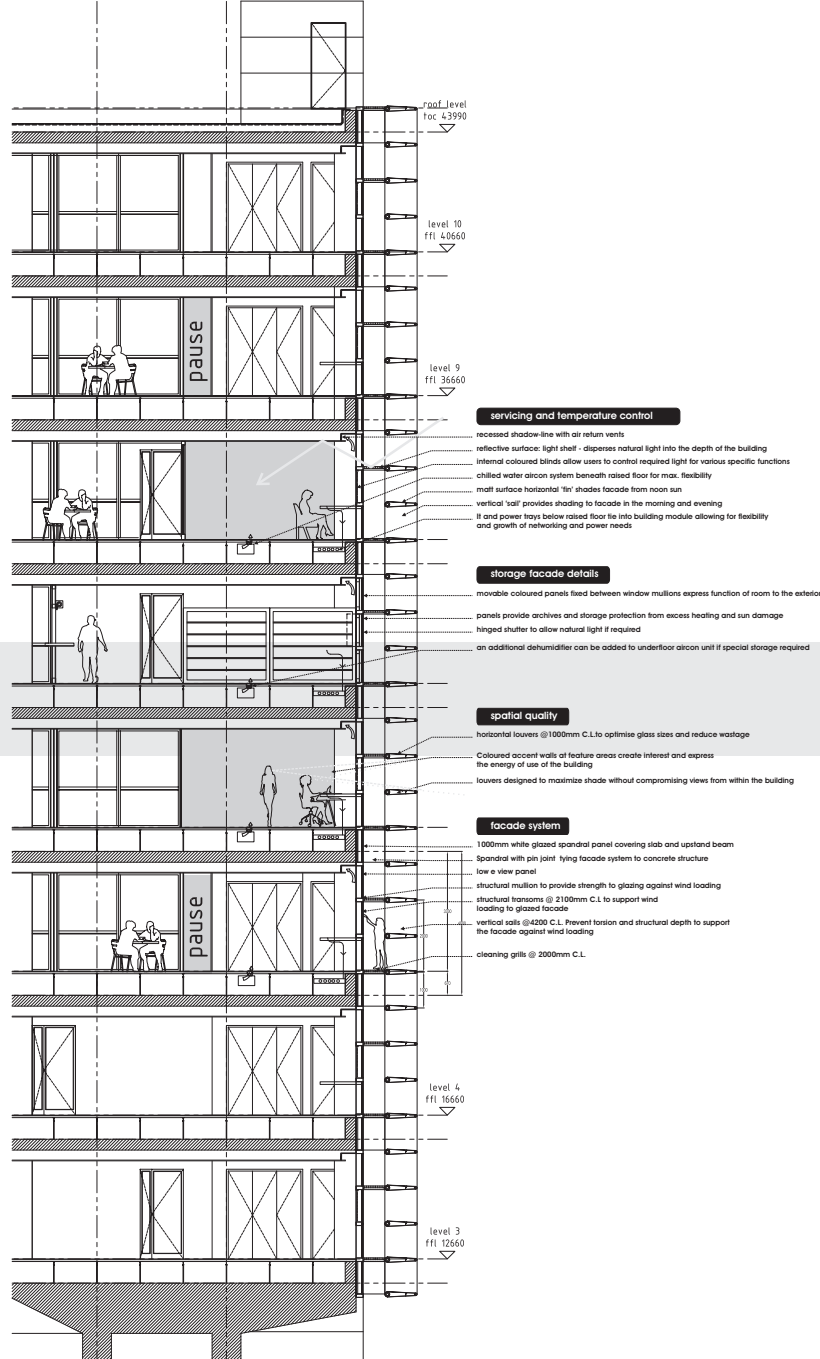 roof level
toc 43990
level 10
ffl 40660
pause
level 9
ffl 36660
servicing and temperature control
recessed shadow-line with air return vents
reflective surface: light shelf - disperses natural light into the depth of the building
internal coloured blinds allow users to control required light for various specific functions
chilled water aircon system beneath raised floor for max. flexibility
matt surface horizontal 'fin' shades facade from noon sun
vertical 'sail' provides shading to facade in the morning and evening
It and power trays below raised floor tie into building module allowing for flexibility
and growth of networking and power needs
storage facade details
movable coloured panels fixed between window mullions express function of room to the exterior
panels provide archives and storage protection from excess heating and sun damage
hinged shutter to allow natural light if required
an additional dehumidifier can be added to underfloor aircon unit if special storage required
spatial quality
horizontal louvers @1000mm C.L.to optimise glass sizes and reduce wastage
Coloured accent walls at feature areas create interest and express
the energy of use of the building
louvers designed to maximize shade without compromising views from within the building
facade system
1000mm white glazed spandral panel covering slab and upstand beam
Spandral with pin joint tying facade system to concrete structure
low e view panel
structural mullion to provide strength to glazing against wind loading
structural transoms @ 2100mm C.L to support wind
loading to glazed facade
pause
vertical sails @4200 C.L. Prevent torsion and structural depth to support
the facade against wind loading
cleaning grills @ 2000mm C.L.
level 4
ffl 16660
level 3
ffl 12660